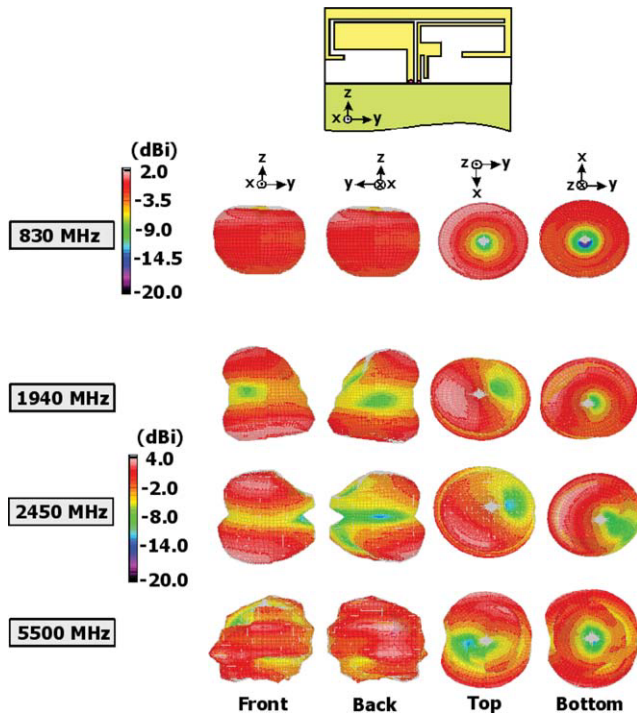 z
x y
(dBi)
2.0
-3.5
-9.0
-14.5
-20.0
z
x y
z
y x
z y
x
x
z y
830 MHz
1940 MHz
(dBi)
4.0
-2.0
-8.0
-14.0
-20.0
2450 MHz
5500 MHz
Front Back Top Bottom